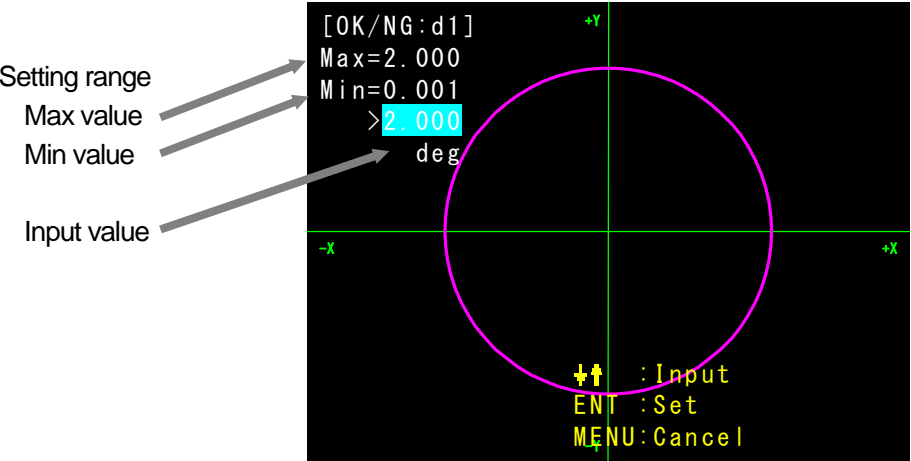 Setting range
Max value
Min value
Input value
[OK/NG:d1]
Max=2.000
Min=0.001
>2.000
deg
+Y
-X
+X
↓↑ :Input
ENT :Set
MENU:Cancel
-Y